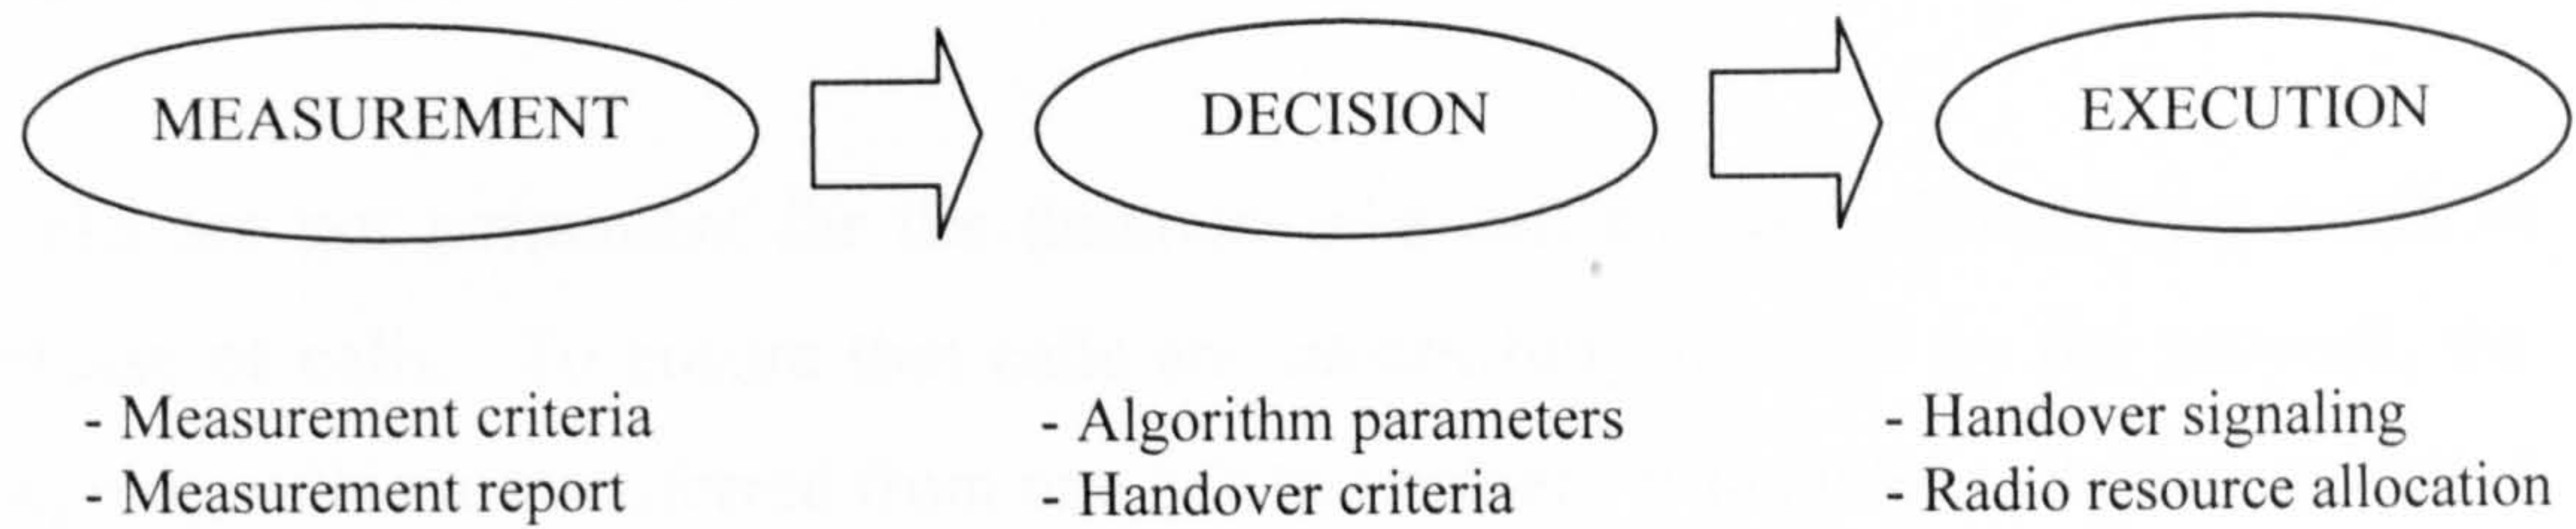 MEASUREMENT
DECISION
EXECUTION
- Measurement criteria
- Measurement report
- Algorithm parameters
- Handover criteria
- Handover signaling
- Radio resource allocation